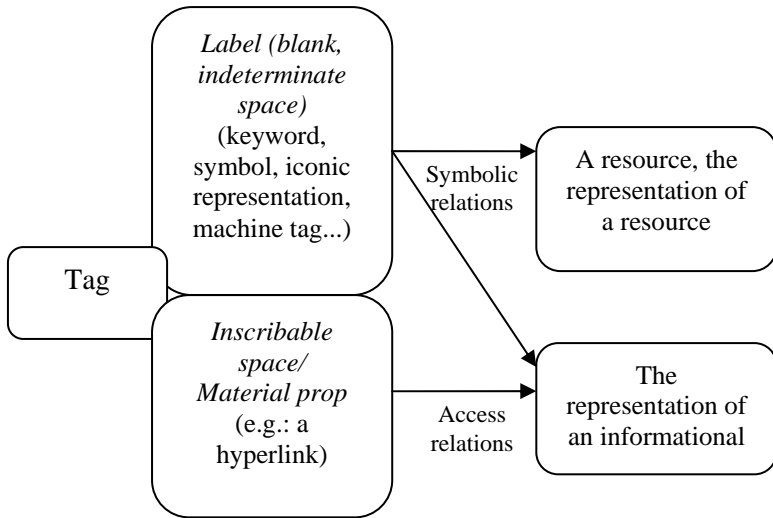 Label (blank,
indeterminate
space)
(keyword,
symbol, iconic
representation,
machine tag...)
Tag
Inscribable
space/
Material prop
(e.g.: a
hyperlink)
Symbolic
relations
Access
relations
A resource, the
representation of
a resource
The
representation of
an informational